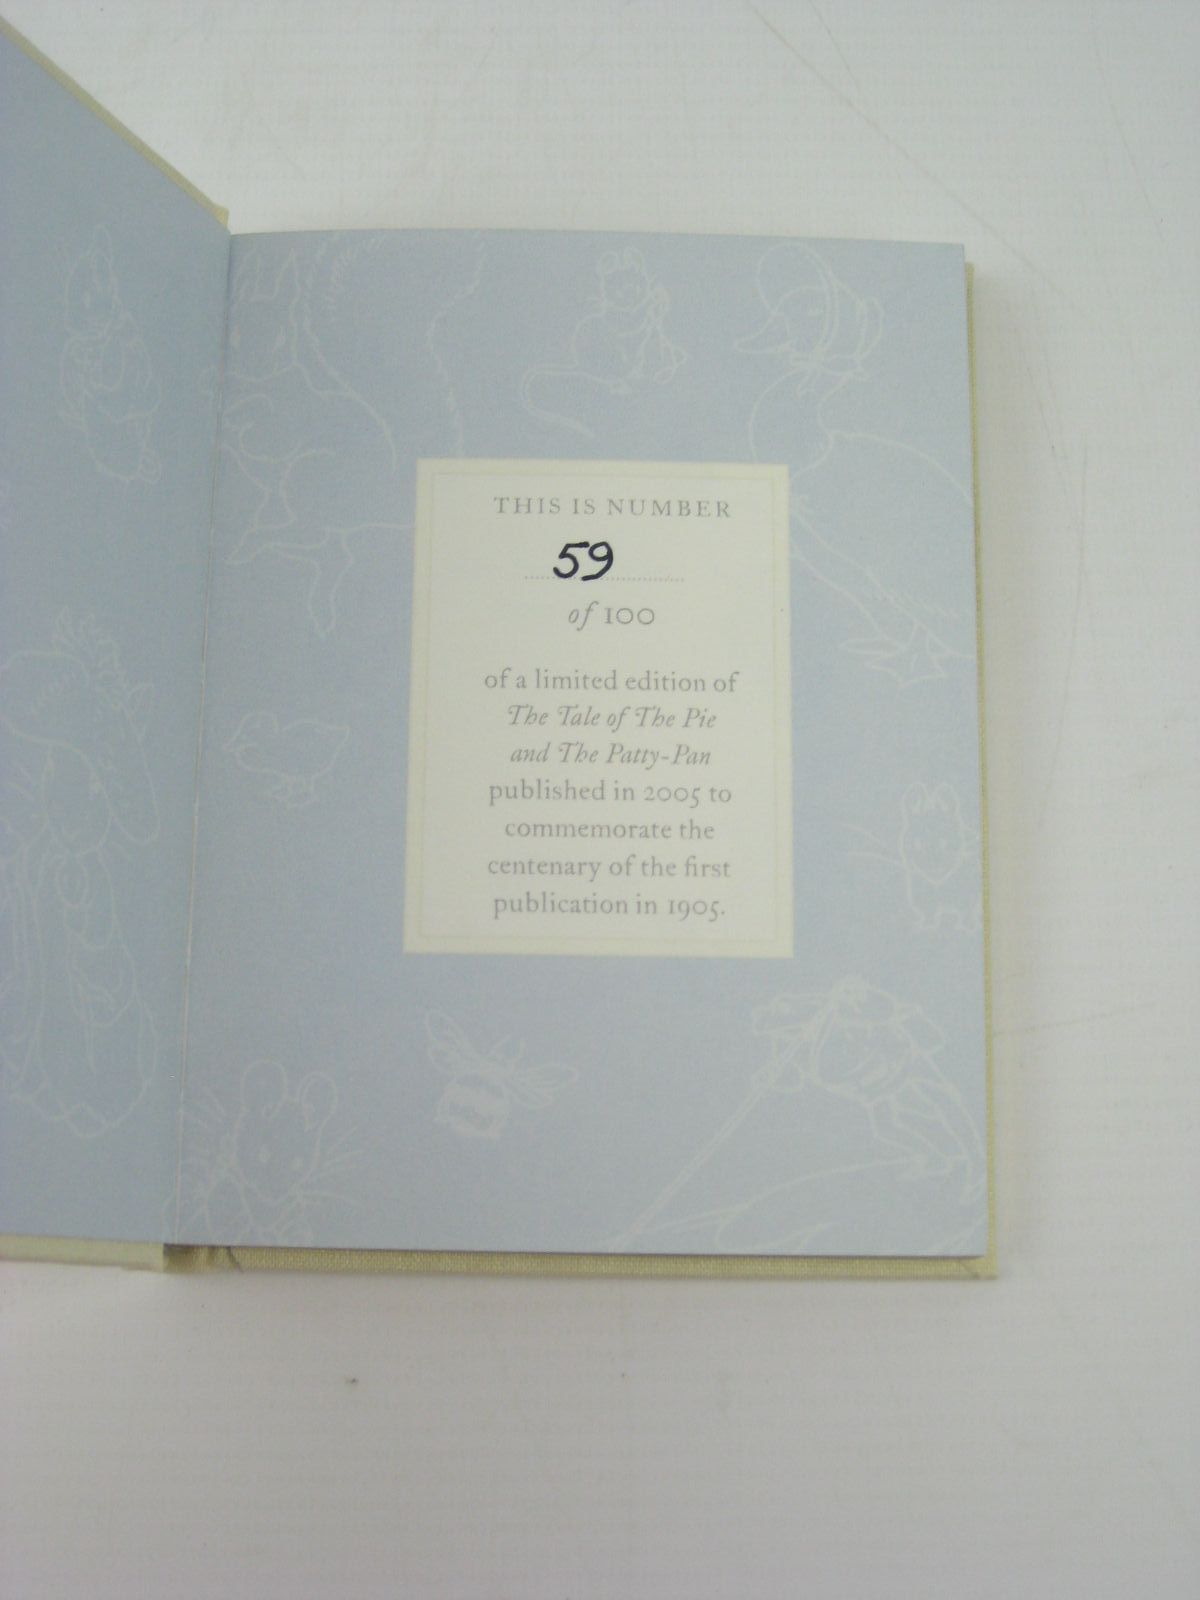 THIS IS NUMBER
59
of 100
of a limited edition of
The Tale of The Pie
and The Patty-Pan
published in 2005 to
commemorate the
centenary of the first
publication in 1905.